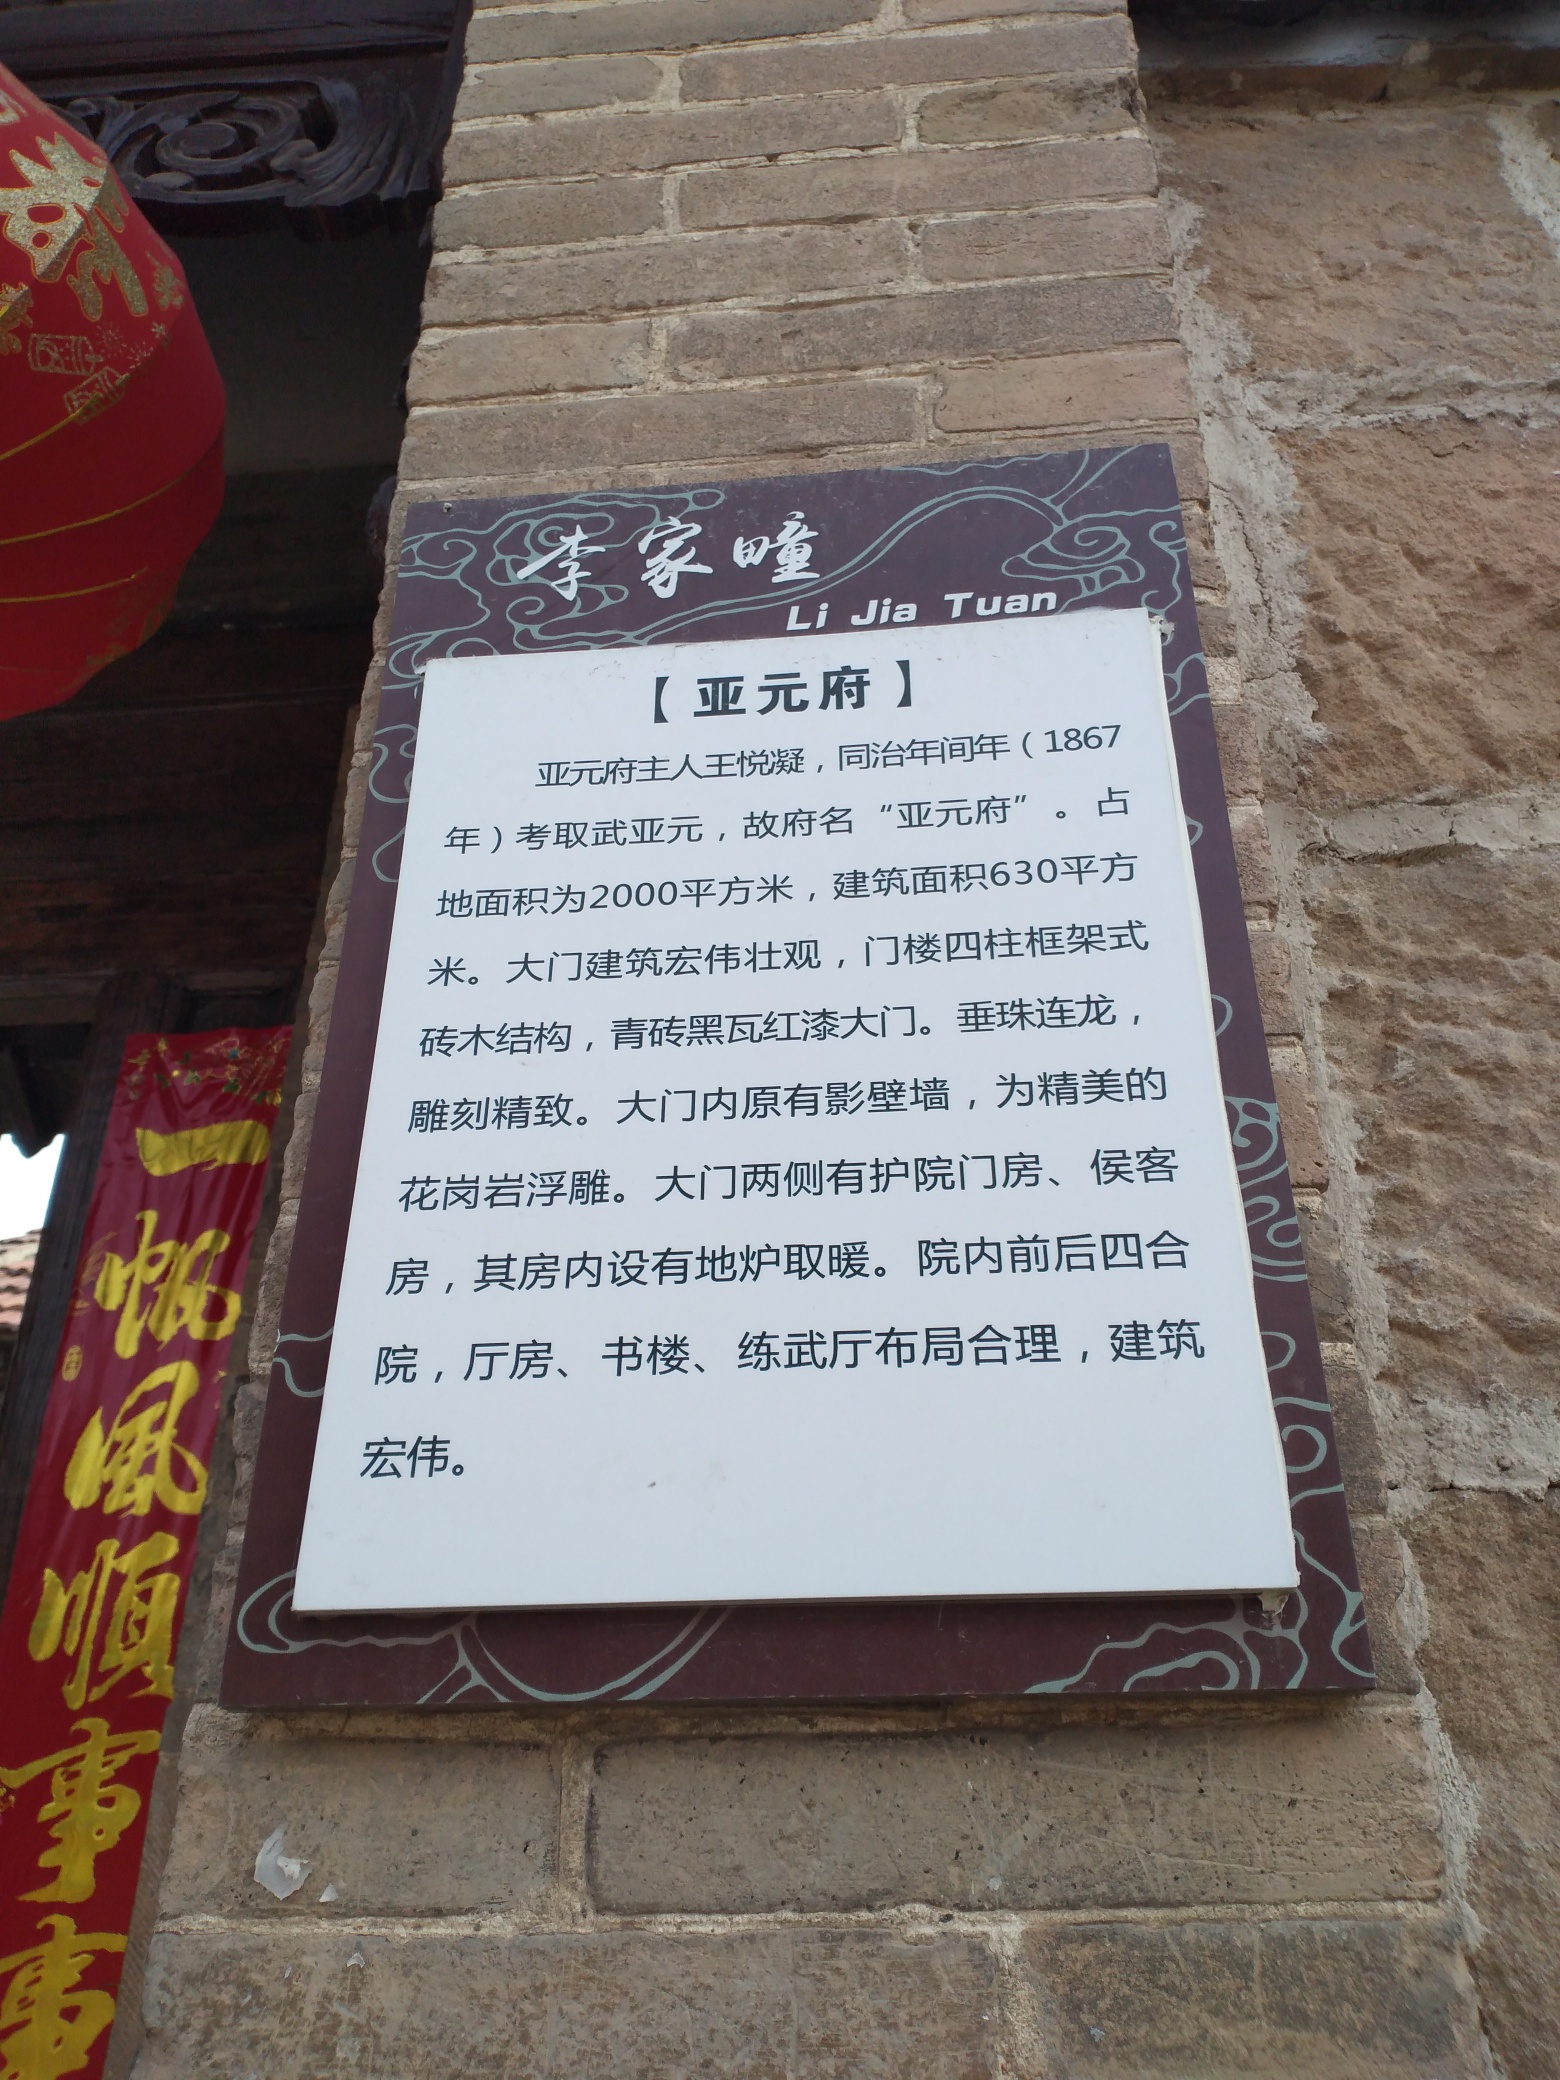 李家疃
Li Jia Tuan
【亚元府】
亚元府主人王悦凝，同治年间年（1867
年）考取武亚元，故府名“亚元府”。占
地面积为2000平方米，建筑面积630平方
米。大门建筑宏伟壮观，门楼四柱框架式
砖木结构，青砖黑瓦红漆大门。垂珠连龙，
雕刻精致。大门内原有影壁墙，为精美的
花岗岩浮雕。大门两侧有护院门房、侯客
房，其房内设有地炉取暖。院内前后四合
院，厅房、书楼、练武厅布局合理，建筑
宏伟。
一帆风顺事事